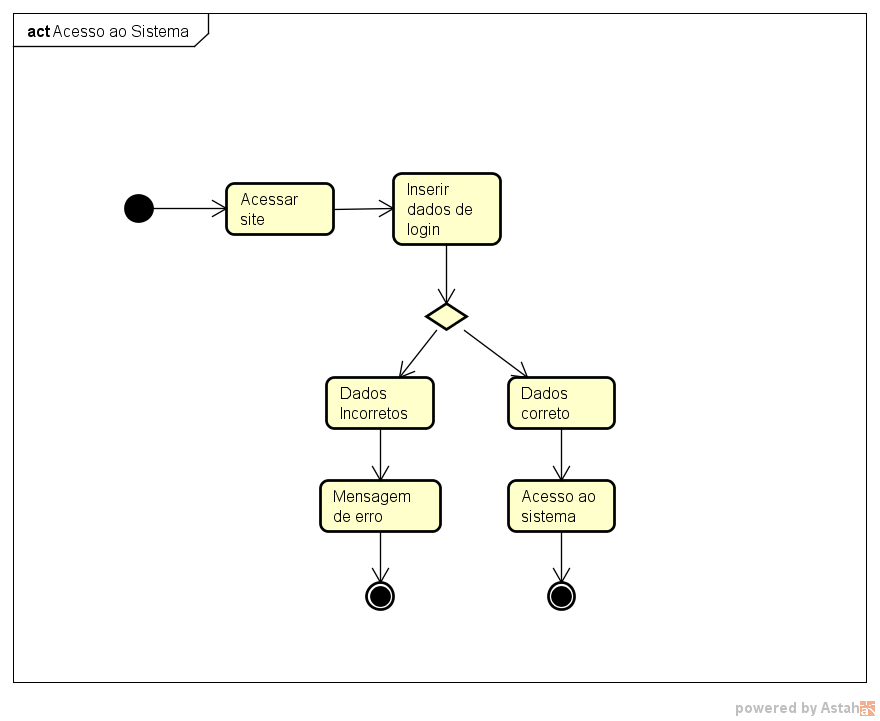 act Acesso ao Sistema
Acessar
site
Inserir
dados de
login
Dados
Incorretos
Dados
correto
Mensagem
de erro
Acesso ao
sistema
powered by Astah